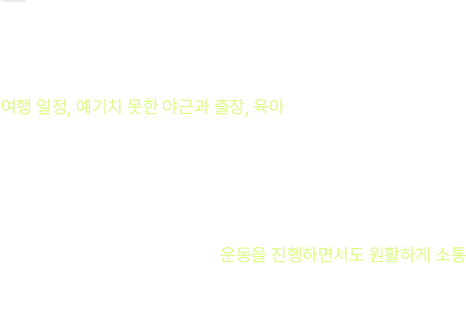 여행 일정, 예기치 못한 야근과 출장, 육아
운동을 진행하면서도 원활하게 소통